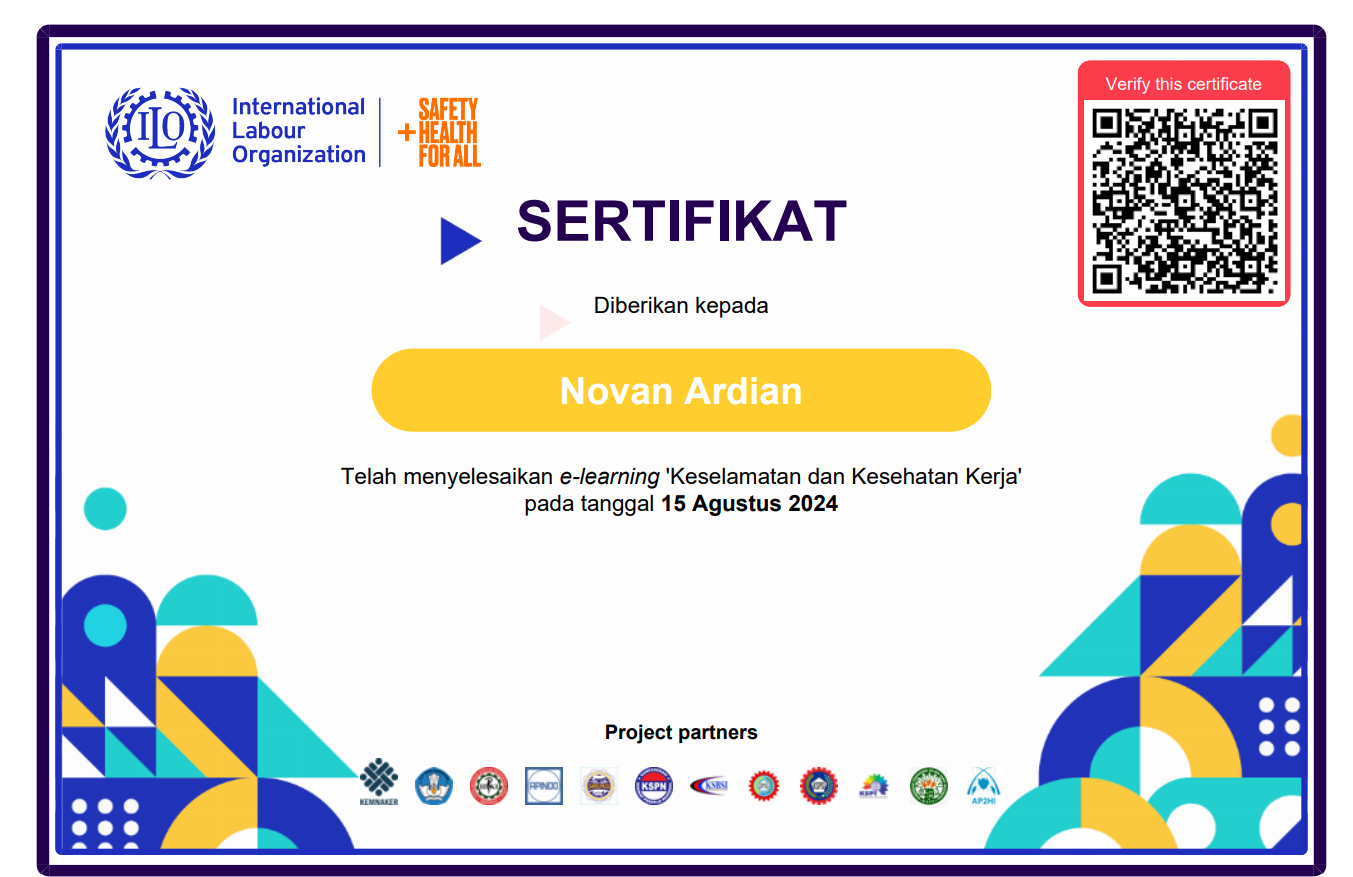 Verify this certificate
ILO
International
Labour
Organization
SAFETY
+HEALTH
FOR ALL
SERTIFIKAT
Diberikan kepada
Novan Ardian
Telah menyelesaikan e-learning 'Keselamatan dan Kesehatan Kerja'
pada tanggal 15 Agustus 2024
Project partners
KEMNAKER
APINDO
KSPN
KSBSI
KSPI
AP2HI